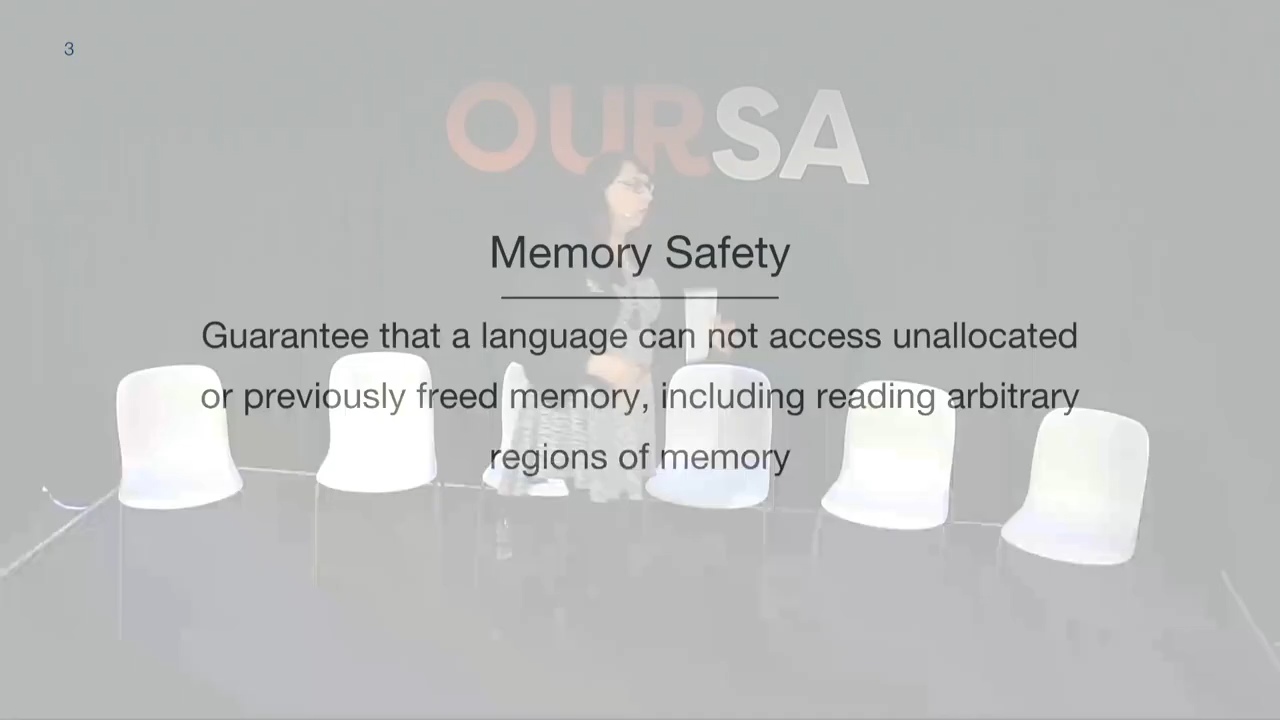 3
OURSA
Memory Safety
Guarantee that a language can not access unallocated
or previously freed memory, including reading arbitrary
regions of memory